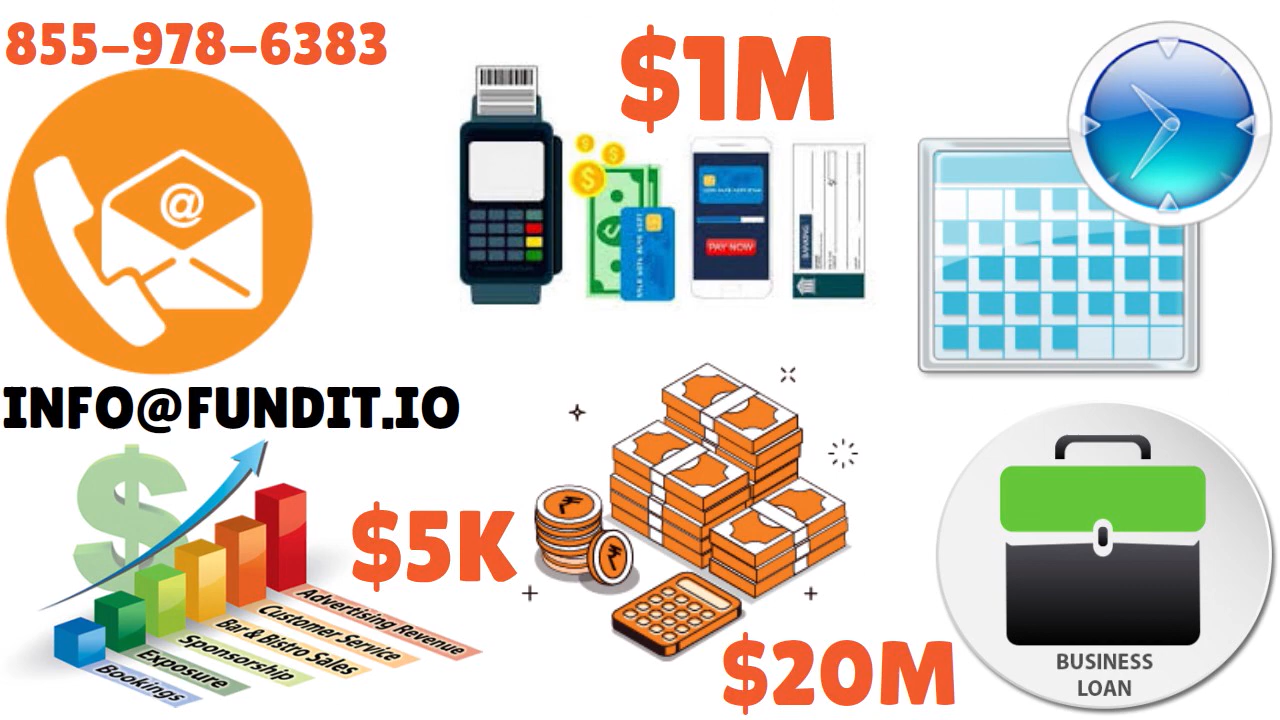 855-978-6383
$1M
@
PAY NOW
BANKING
INFO@FUNDIT.IO
$
$5K
₹
₹
Advertising Revenue
Customer Service
Bar & Bistro Sales
Sponsorship
Exposure
Bookings
$20M
BUSINESS
LOAN